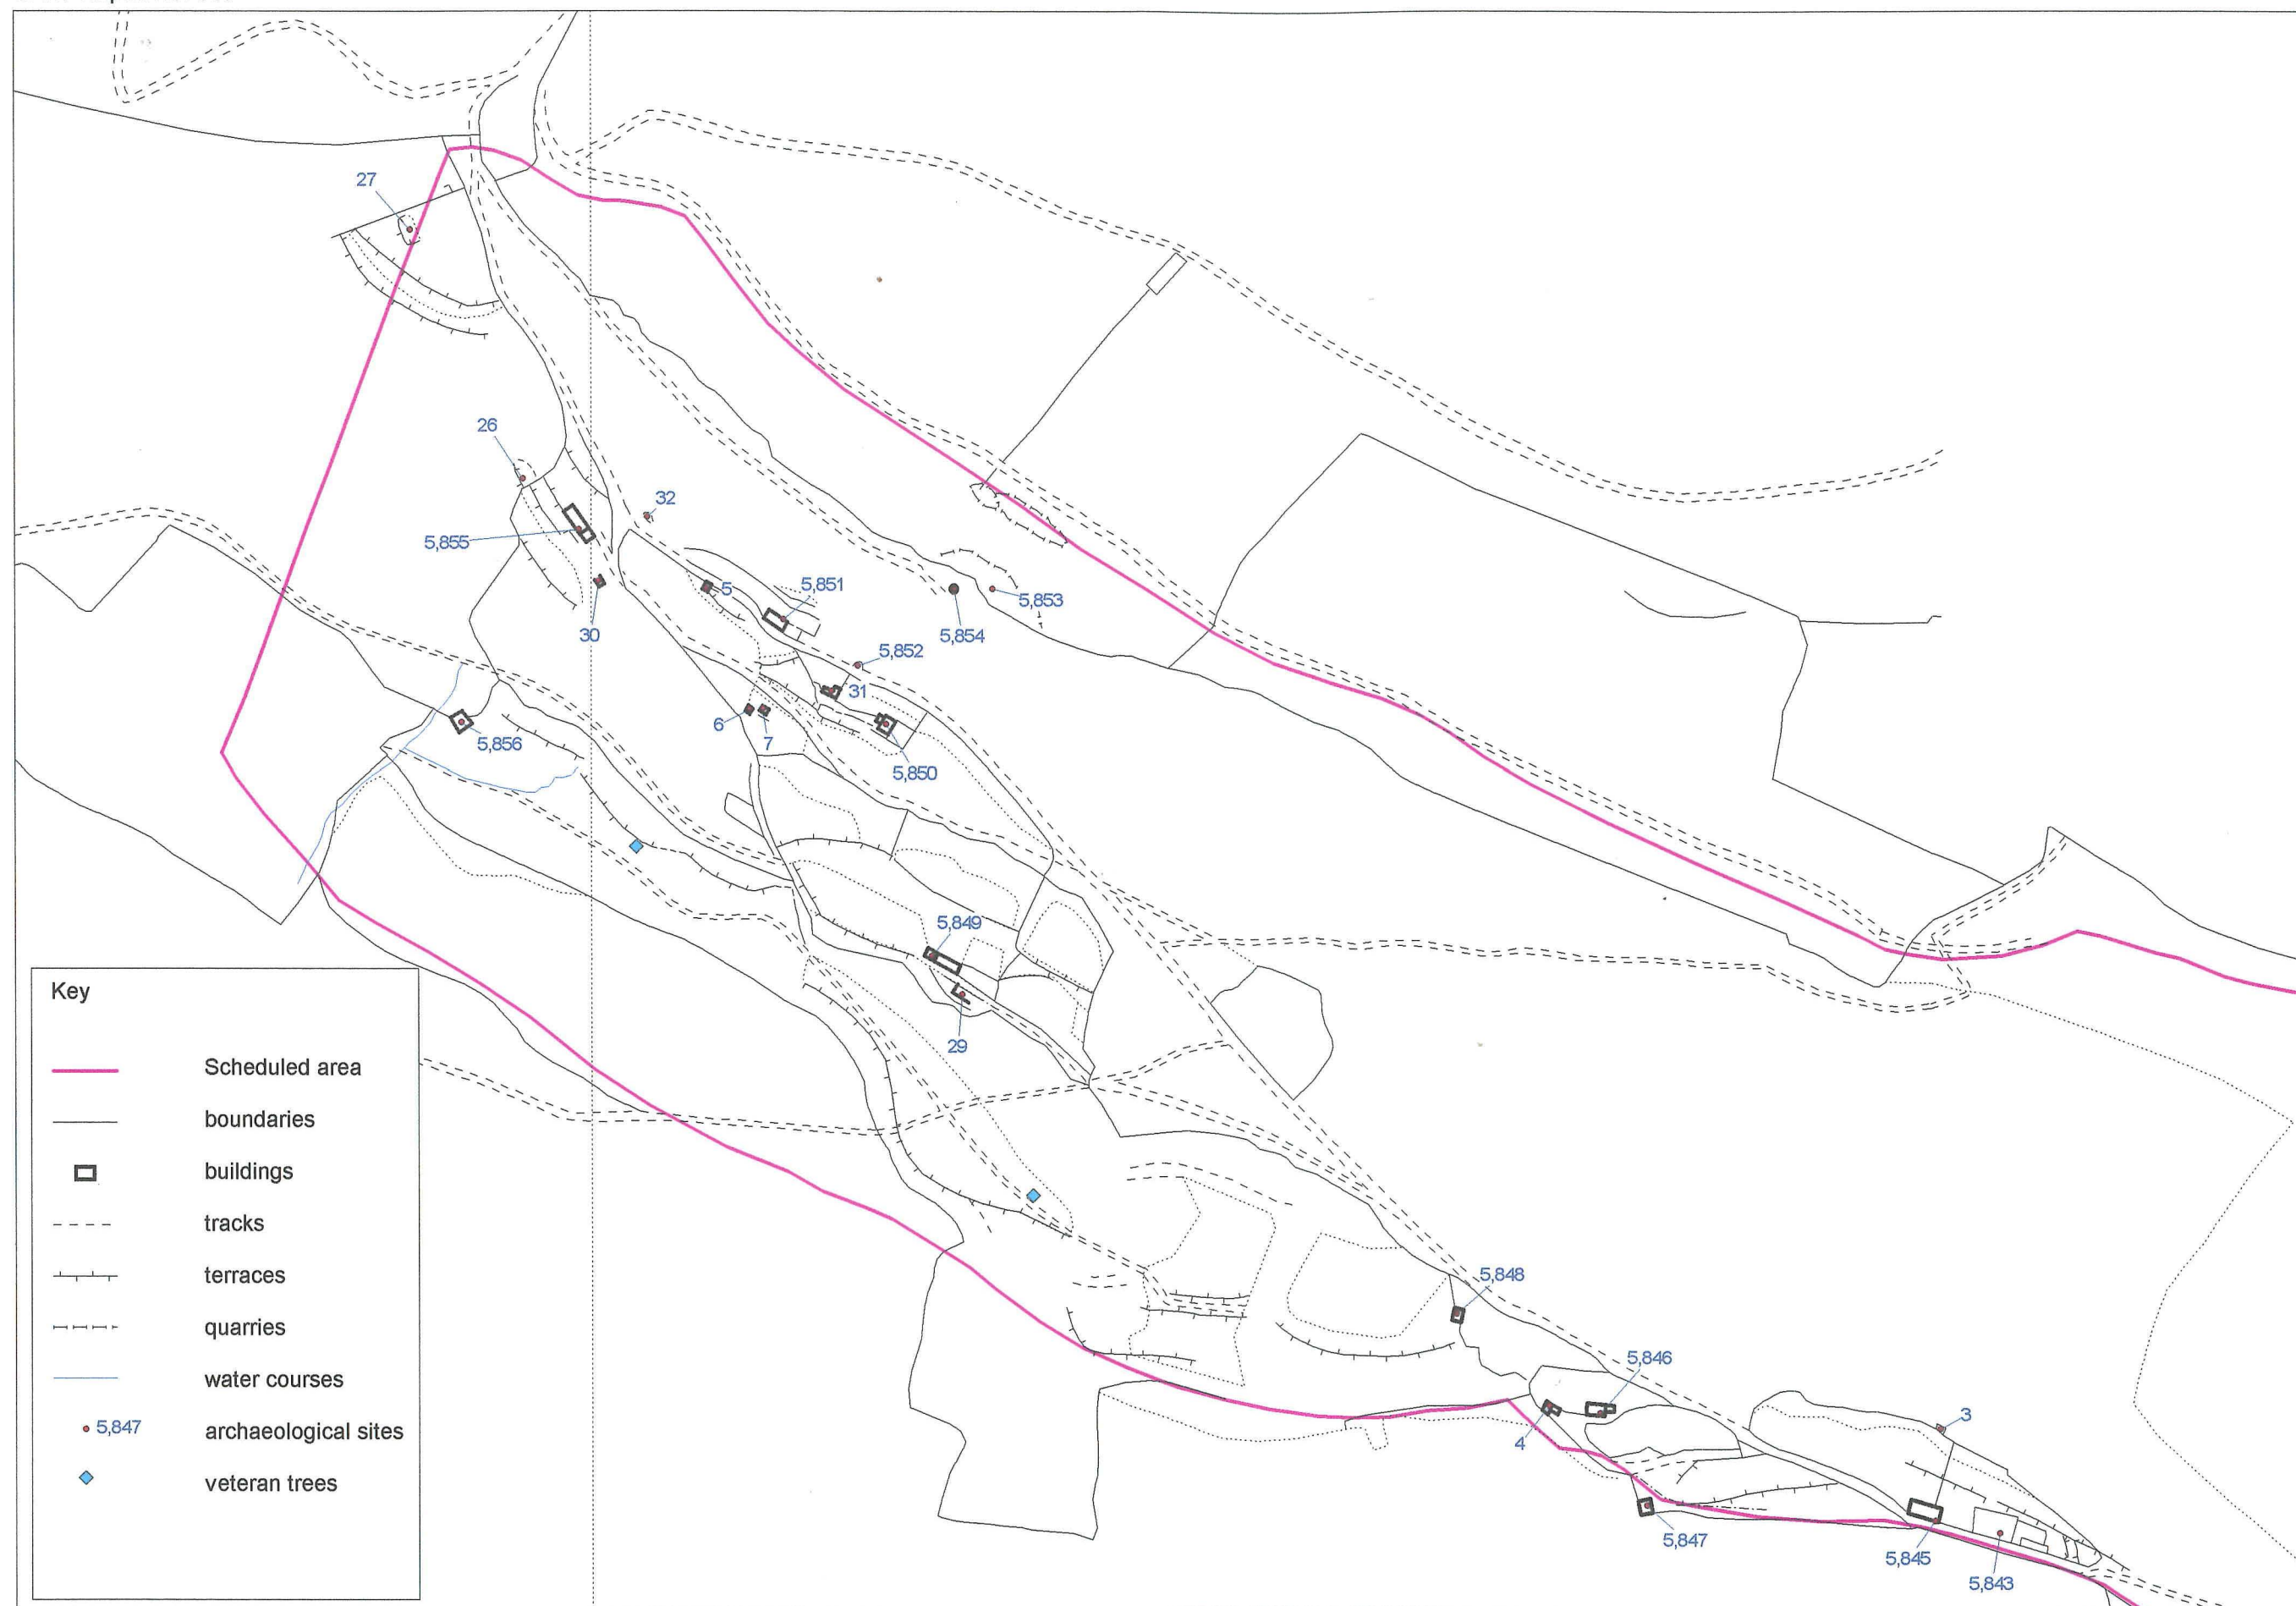 27
26
32
5,855
5
5,851
5,853
30
5,854
5,852
31
6
7
5,856
5,850
5,849
29
5,848
5,846
4
3
5,847
5,845
5,843
Key
Scheduled area
boundaries
buildings
tracks
terraces
quarries
water courses
5,847 archaeological sites
veteran trees